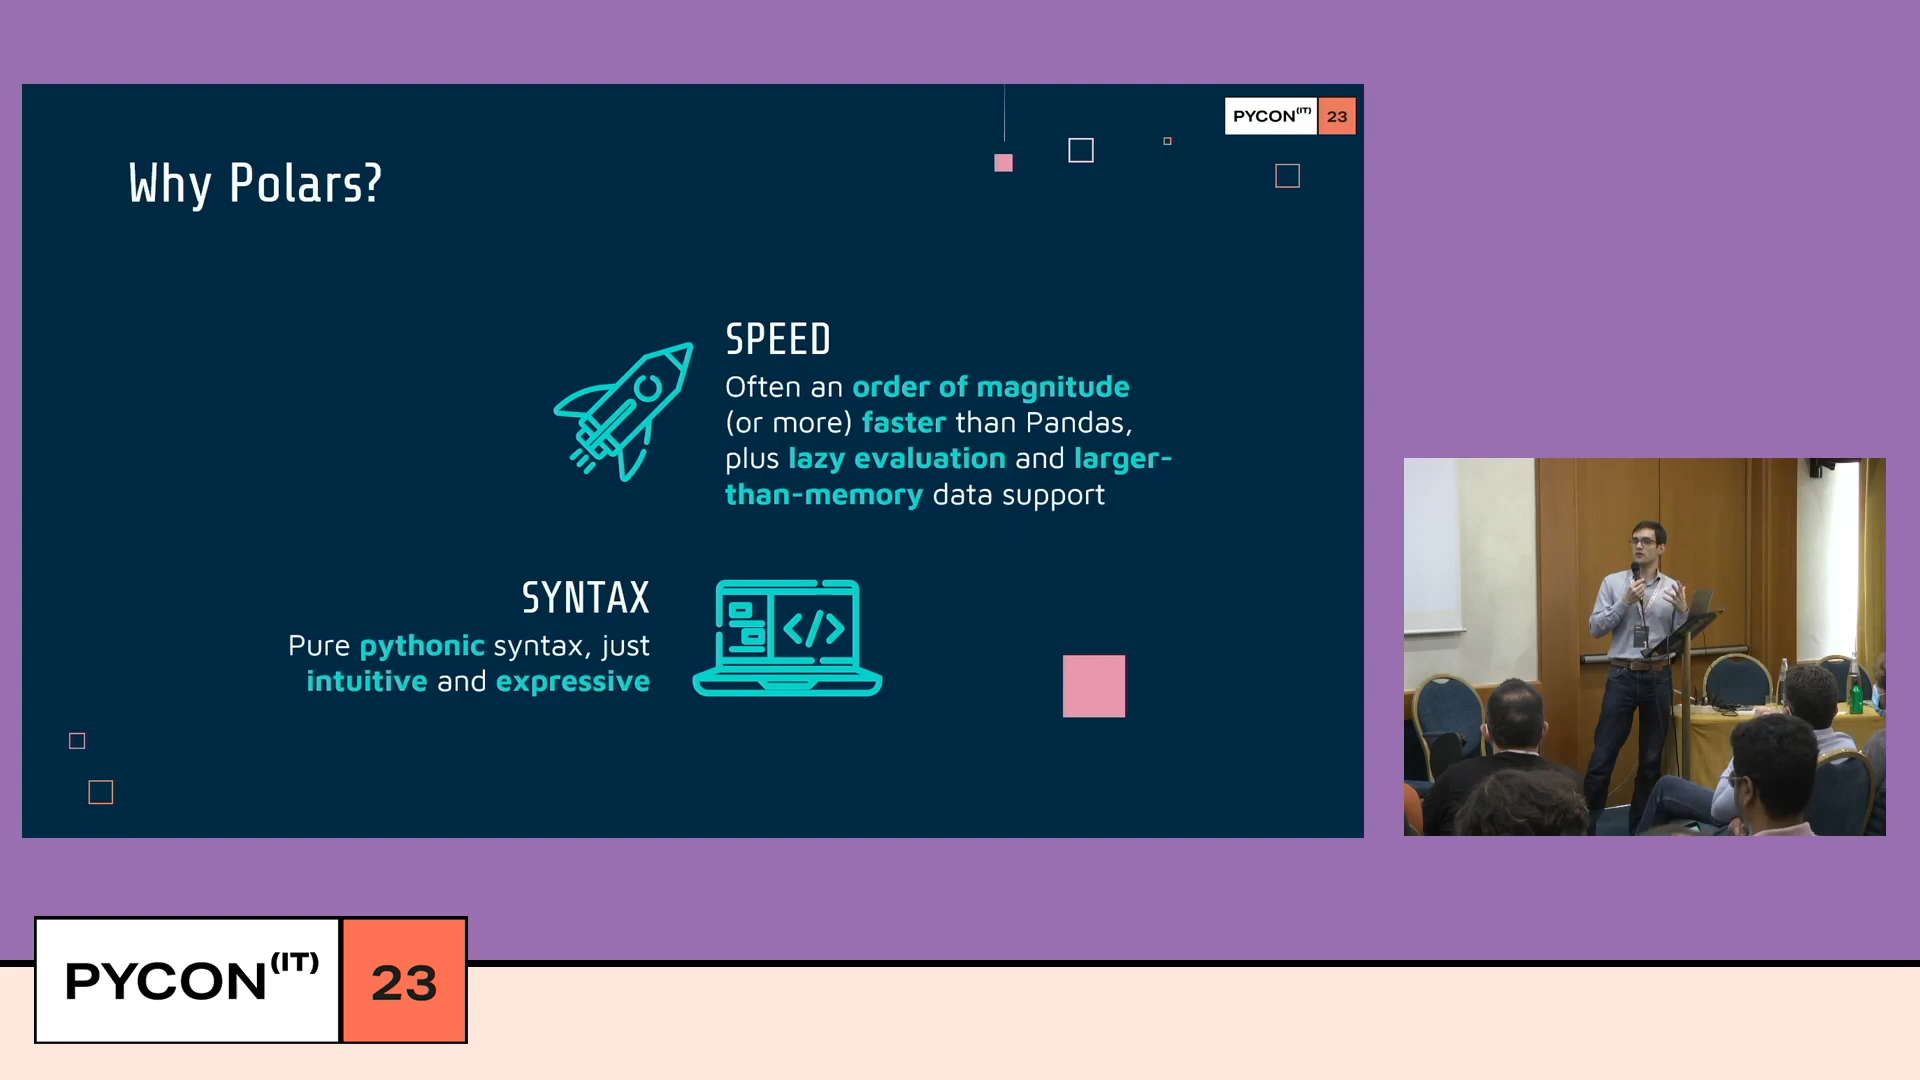 PYCON(IT) 23
Why Polars?
SPEED
Often an order of magnitude
(or more) faster than Pandas,
plus lazy evaluation and larger-
than-memory data support
SYNTAX
Pure pythonic syntax, just
intuitive and expressive
</>
PYCON(IT) 23